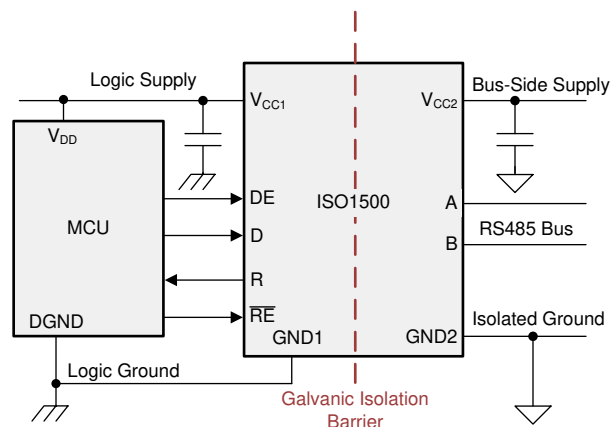 Logic Supply
Bus-Side Supply
V_CC1
V_CC2
V_DD
DE
ISO1500
A
MCU
D
RS485 Bus
B
R
R̅E̅
DGND
GND1
GND2
Isolated Ground
Logic Ground
Galvanic Isolation
Barrier